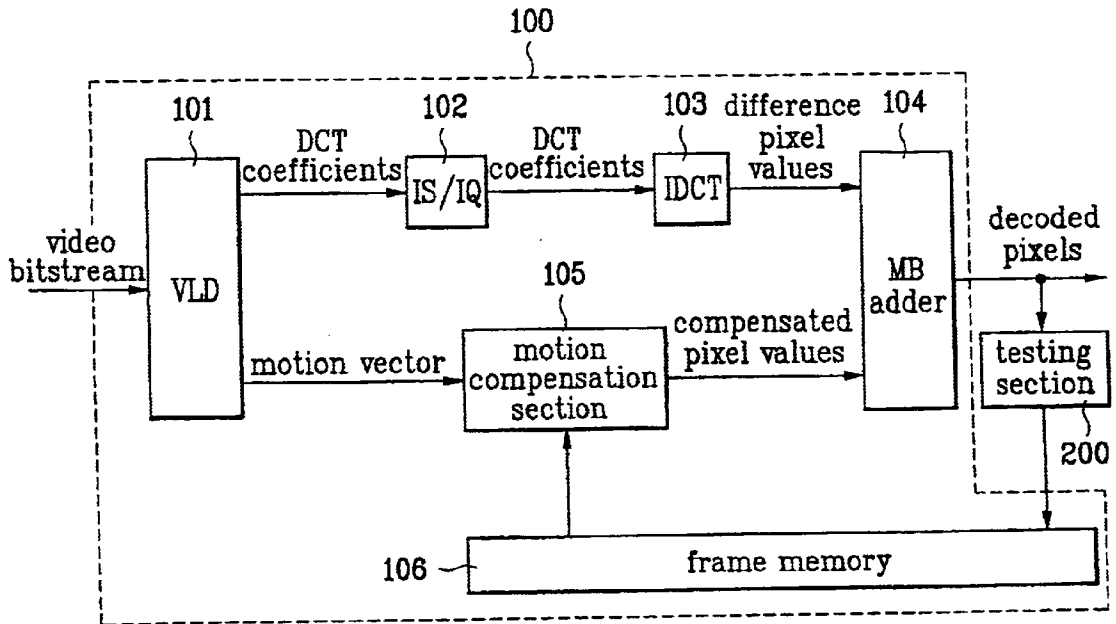 100
101
102
103
difference
pixel
values
104
DCT
coefficients
DCT
coefficients
IS/IQ
IDCT
video
bitstream
VLD
MB
adder
decoded
pixels
105
motion vector
motion
compensation
section
compensated
pixel values
testing
section
200
106
frame memory